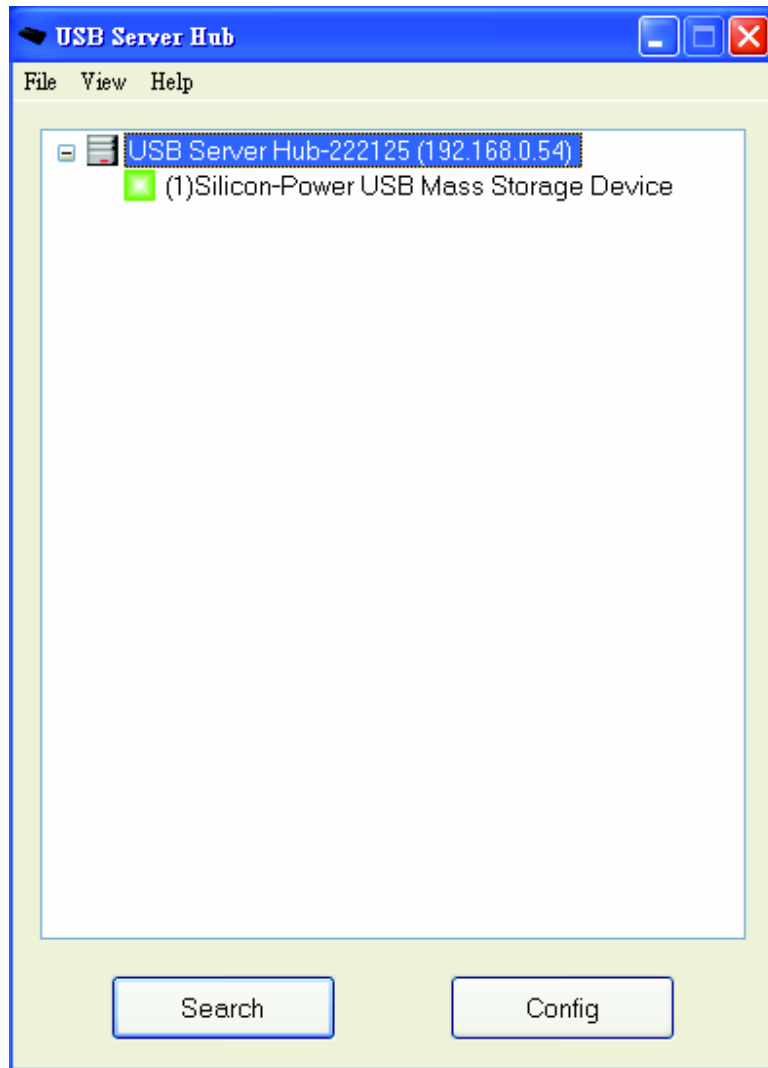 USB Server Hub
File View Help
USB Server Hub-222125 (192.168.0.54)
(1)Silicon-Power USB Mass Storage Device
Search Config